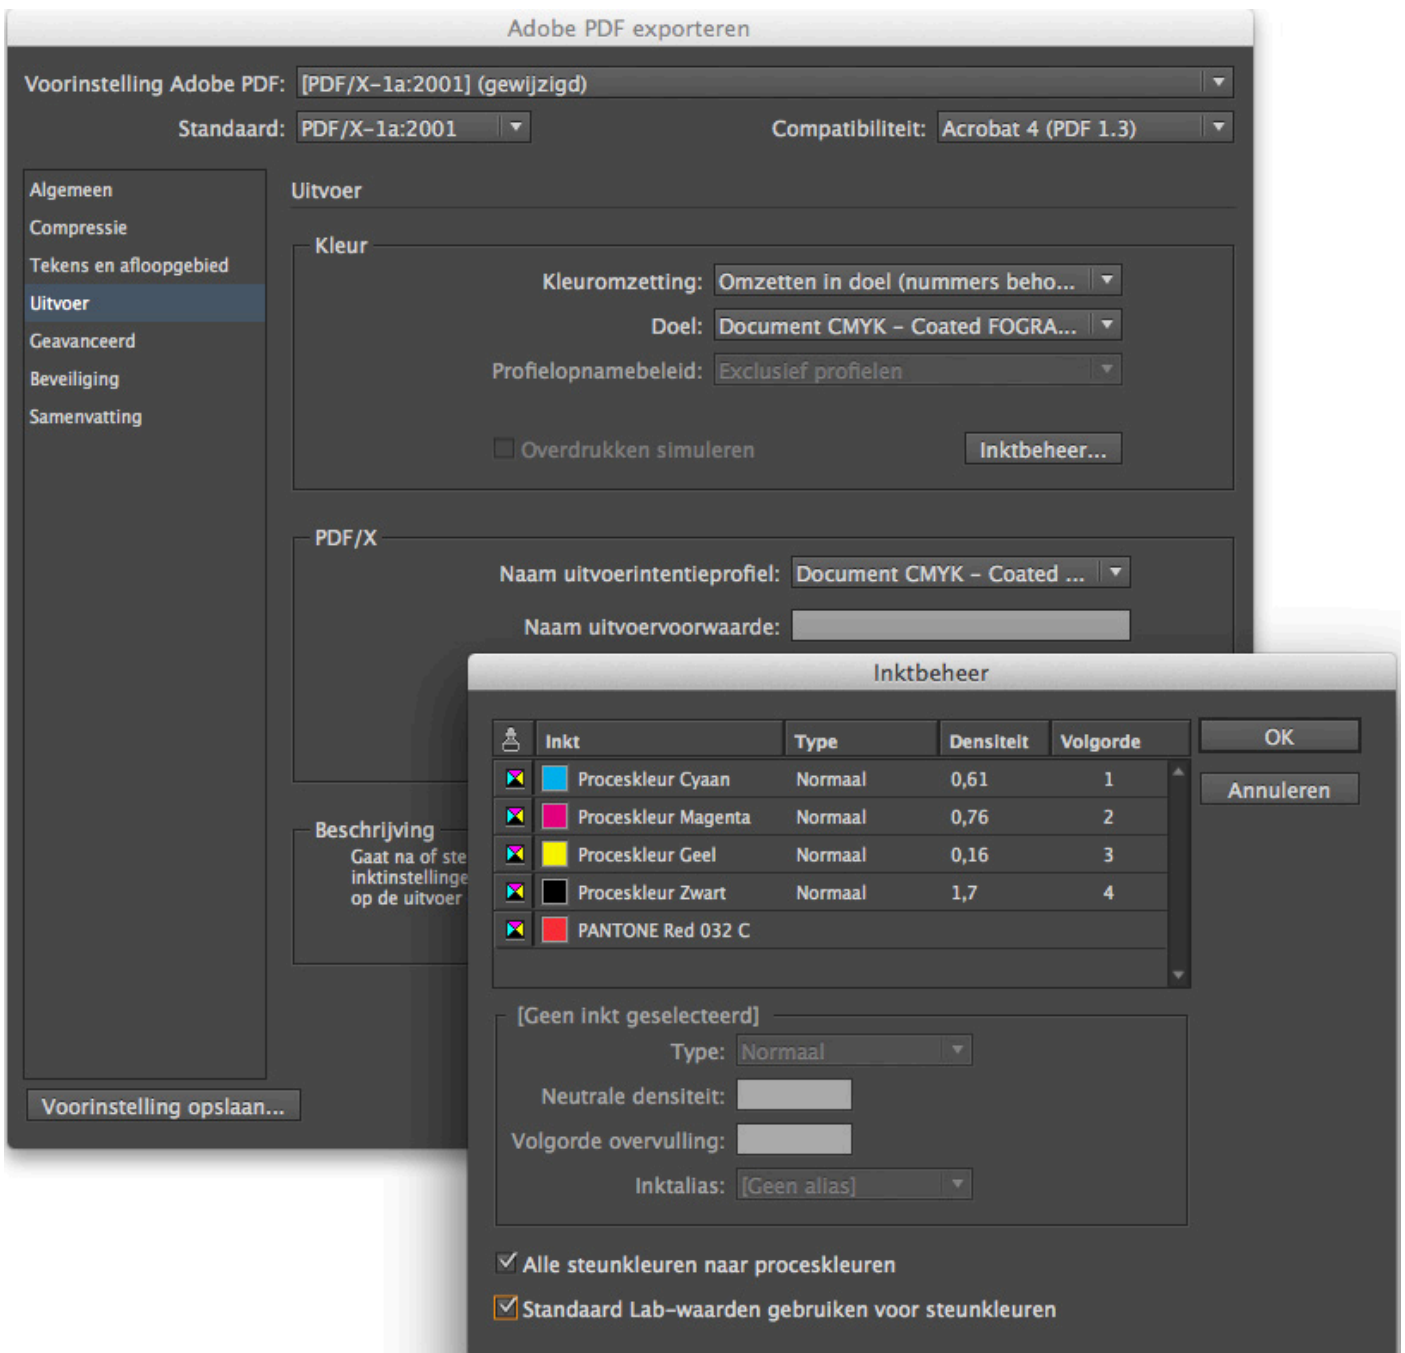 Adobe PDF exporteren
Voorinstelling Adobe PDF: [PDF/X-1a:2001] (gewijzigd)
Standaard: PDF/X-1a:2001 Compatibiliteit: Acrobat 4 (PDF 1.3)
Algemeen
Compressie
Tekens en afloopgebied
Uitvoer
Geavanceerd
Beveiliging
Samenvatting
Uitvoer
Kleur
Kleuromzetting: Omzetten in doel (nummers beho...
Doel: Document CMYK - Coated FOGRA...
Profielopnamebeleid: Exclusief profielen
Overdrukken simuleren Inktbeheer...
PDF/X
Naam uitvoerintentieprofiel: Document CMYK - Coated ...
Naam uitvoervoorwaarde:
Beschrijving
Gaat na of ste
inktinstellinge
op de uitvoer
Voorinstelling opslaan...
Inktbeheer
Inkt Type Densiteit Volgorde
Proceskleur Cyaan Normaal 0,61 1
Proceskleur Magenta Normaal 0,76 2
Proceskleur Geel Normaal 0,16 3
Proceskleur Zwart Normaal 1,7 4
PANTONE Red 032 C
OK
Annuleren
[Geen inkt geselecteerd]
Type: Normaal
Neutrale densiteit:
Volgorde overvulling:
Inktalias: [Geen alias]
Alle steunkleuren naar proceskleuren
Standaard Lab-waarden gebruiken voor steunkleuren